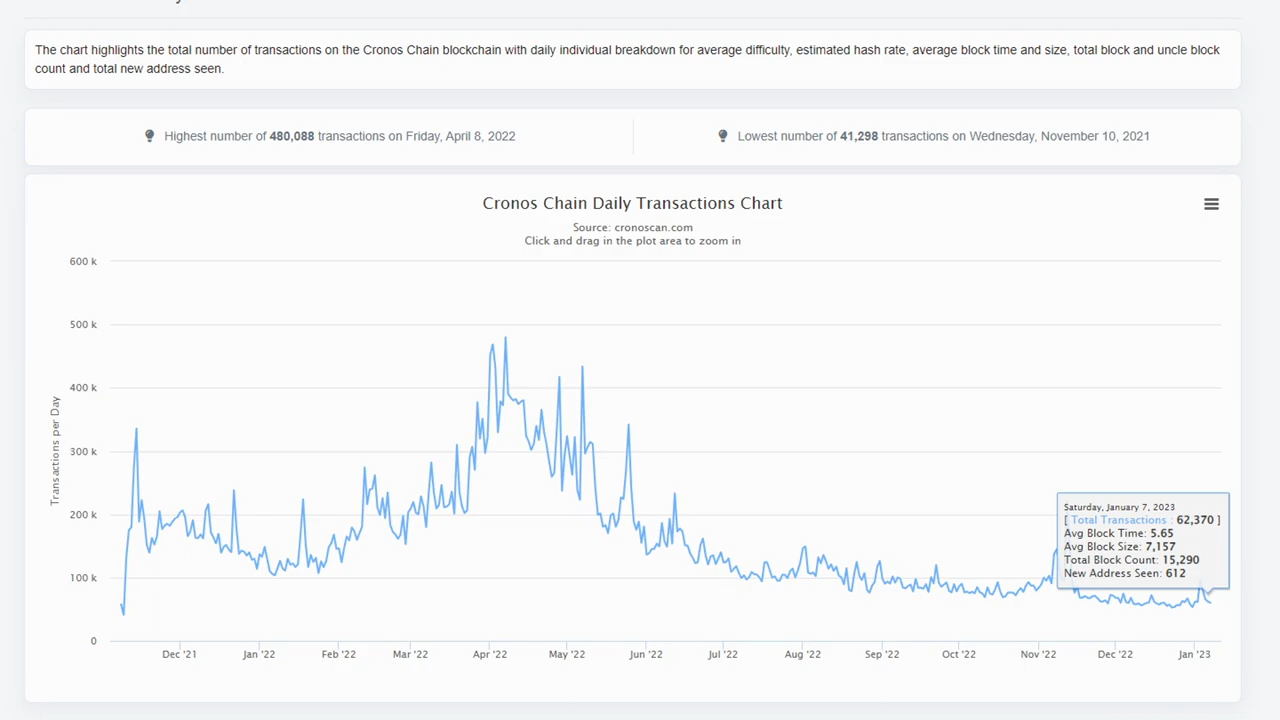 The chart highlights the total number of transactions on the Cronos Chain blockchain with daily individual breakdown for average difficulty, estimated hash rate, average block time and size, total block and uncle block
count and total new address seen.
Highest number of 480,088 transactions on Friday, April 8, 2022
Lowest number of 41,298 transactions on Wednesday, November 10, 2021
Cronos Chain Daily Transactions Chart
Source: cronoscan.com
Click and drag in the plot area to zoom in
Transactions per Day
600 k
500 k
400 k
300 k
200 k
100 k
0
Saturday, January 7, 2023
[ Total Transactions : 62,370 ]
Avg Block Time: 5.65
Avg Block Size: 7,157
Total Block Count: 15,290
New Address Seen: 612
Dec '21
Jan '22
Feb '22
Mar '22
Apr '22
May '22
Jun '22
Jul '22
Aug '22
Sep '22
Oct '22
Nov '22
Dec '22
Jan '23